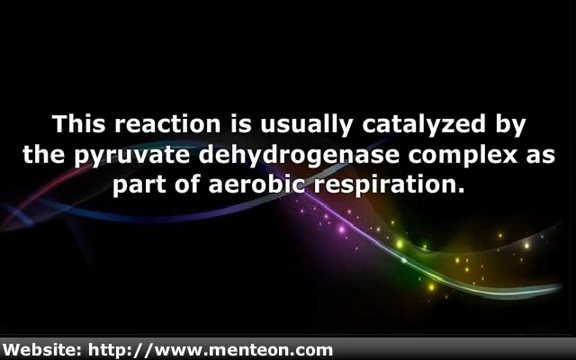 This reaction is usually catalyzed by
the pyruvate dehydrogenase complex as
part of aerobic respiration.
Website: http://www.menteon.com